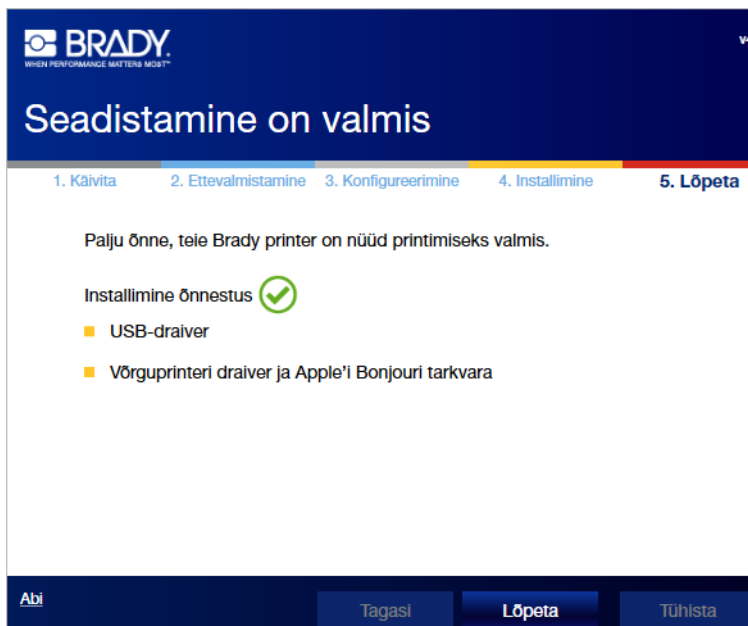 BRADY.
WHEN PERFORMANCE MATTERS MOST™
Seadistamine on valmis
1. Käivita 2. Ettevalmistamine 3. Konfigureerimine 4. Installimine 5. Lõpeta
Palju õnne, teie Brady printer on nüüd printimiseks valmis.
Installimine õnnestus
USB-draiver
Võrguprinteri draiver ja Apple’i Bonjouri tarkvara
Abi Tagasi Lõpeta Tühista